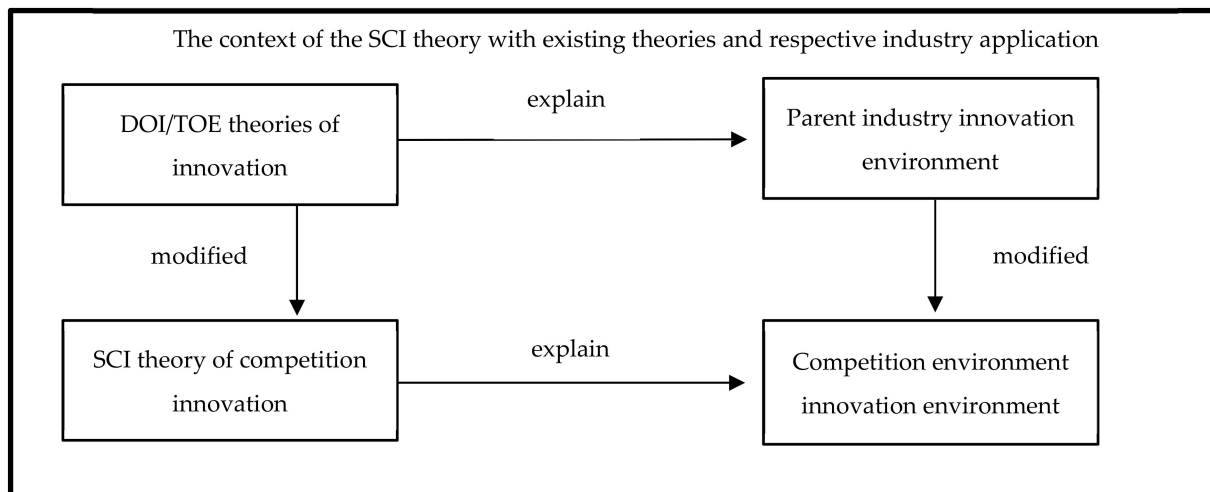 The context of the SCI theory with existing theories and respective industry application
DOI/TOE theories of
innovation
explain
Parent industry innovation
environment
modified
modified
SCI theory of competition
innovation
explain
Competition environment
innovation environment